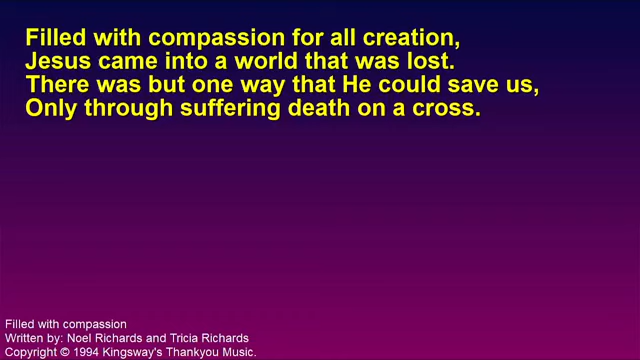 Filled with compassion for all creation,
Jesus came into a world that was lost.
There was but one way that He could save us,
Only through suffering death on a cross.
Filled with compassion
Written by: Noel Richards and Tricia Richards
Copyright © 1994 Kingsway's Thankyou Music.